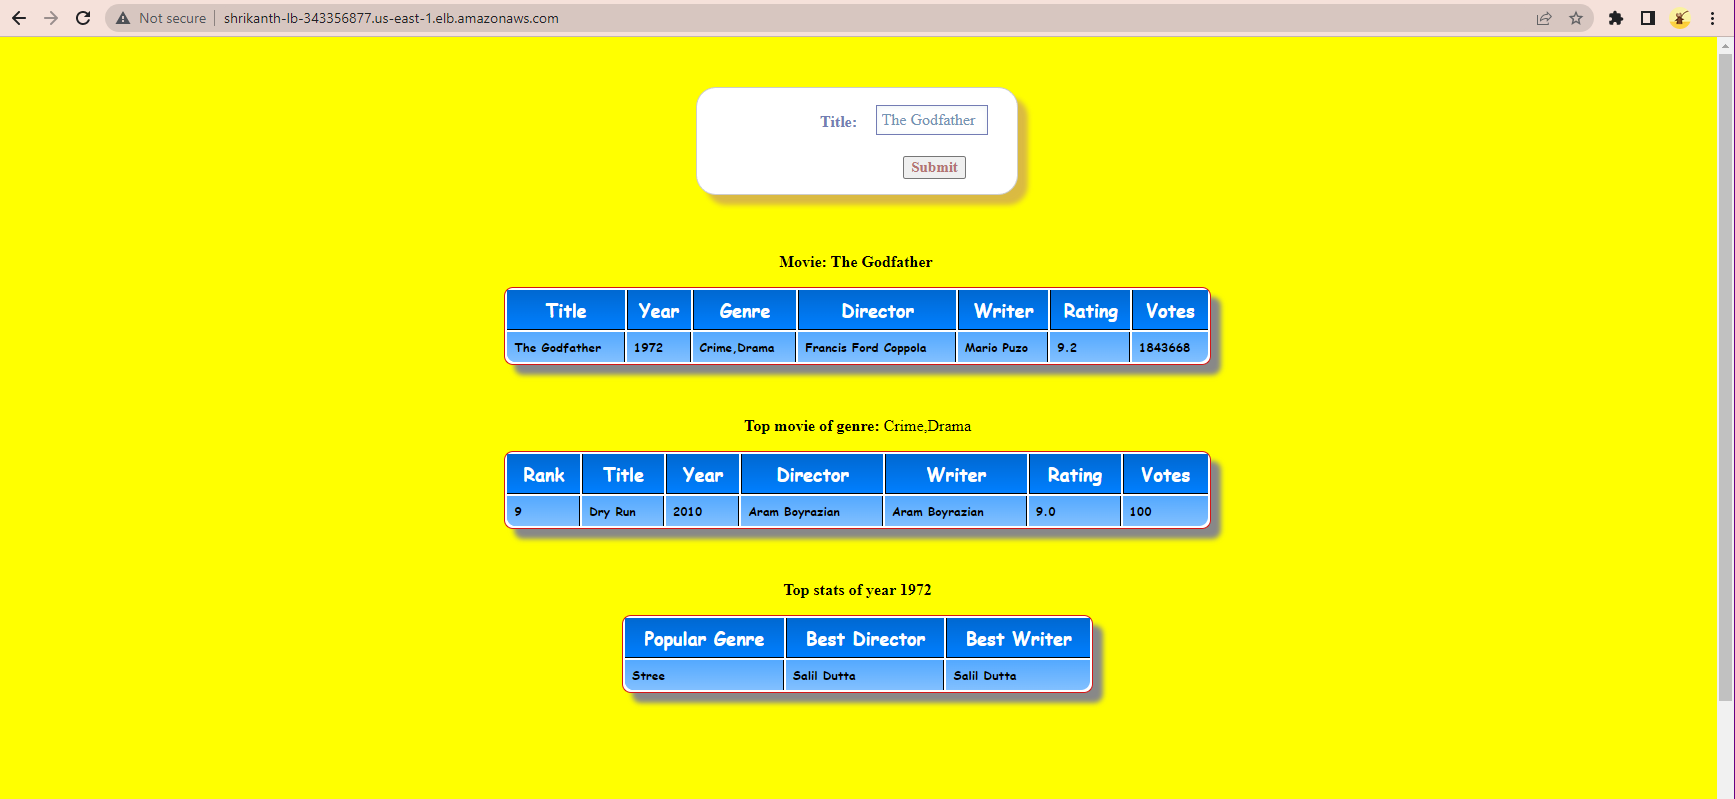 Not secure | shrikanth-lb-343356877.us-east-1.elb.amazonaws.com
Title: The Godfather
Submit
Movie: The Godfather
Title Year Genre Director Writer Rating Votes
The Godfather 1972 Crime,Drama Francis Ford Coppola Mario Puzo 9.2 1843668
Top movie of genre: Crime,Drama
Rank Title Year Director Writer Rating Votes
9 Dry Run 2010 Aram Boyrazian Aram Boyrazian 9.0 100
Top stats of year 1972
Popular Genre Best Director Best Writer
Stree Salil Dutta Salil Dutta